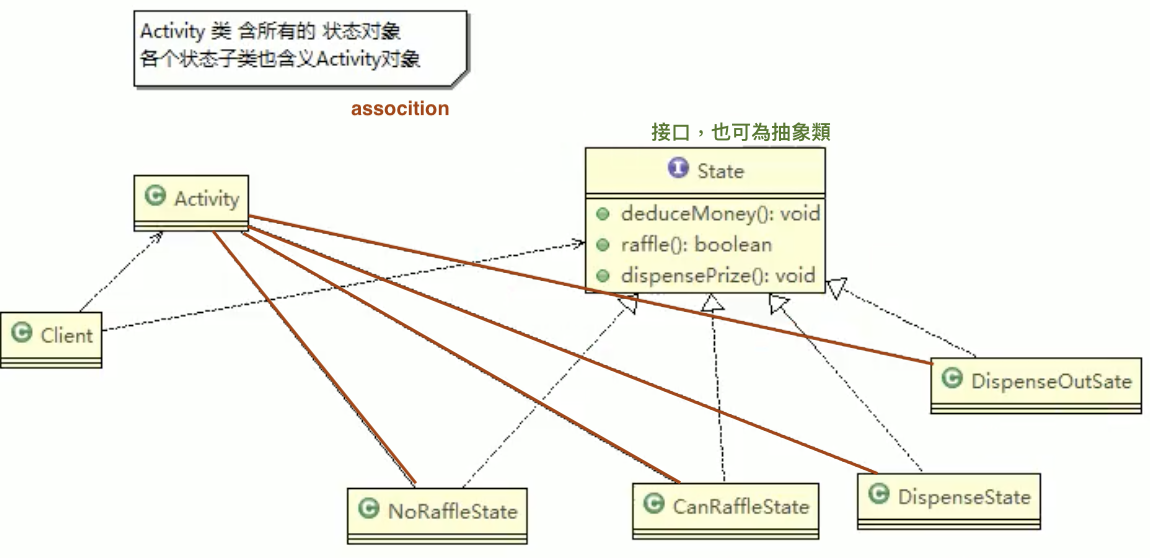 Activity 类 含所有的 状态对象
各个状态子类也含义Activity对象
assocition
接口，也可為抽象類
I State
C Activity
deduceMoney(): void
raffle(): boolean
dispensePrize(): void
C Client
C DispenseOutSate
C DispenseState
C NoRaffleState
C CanRaffleState